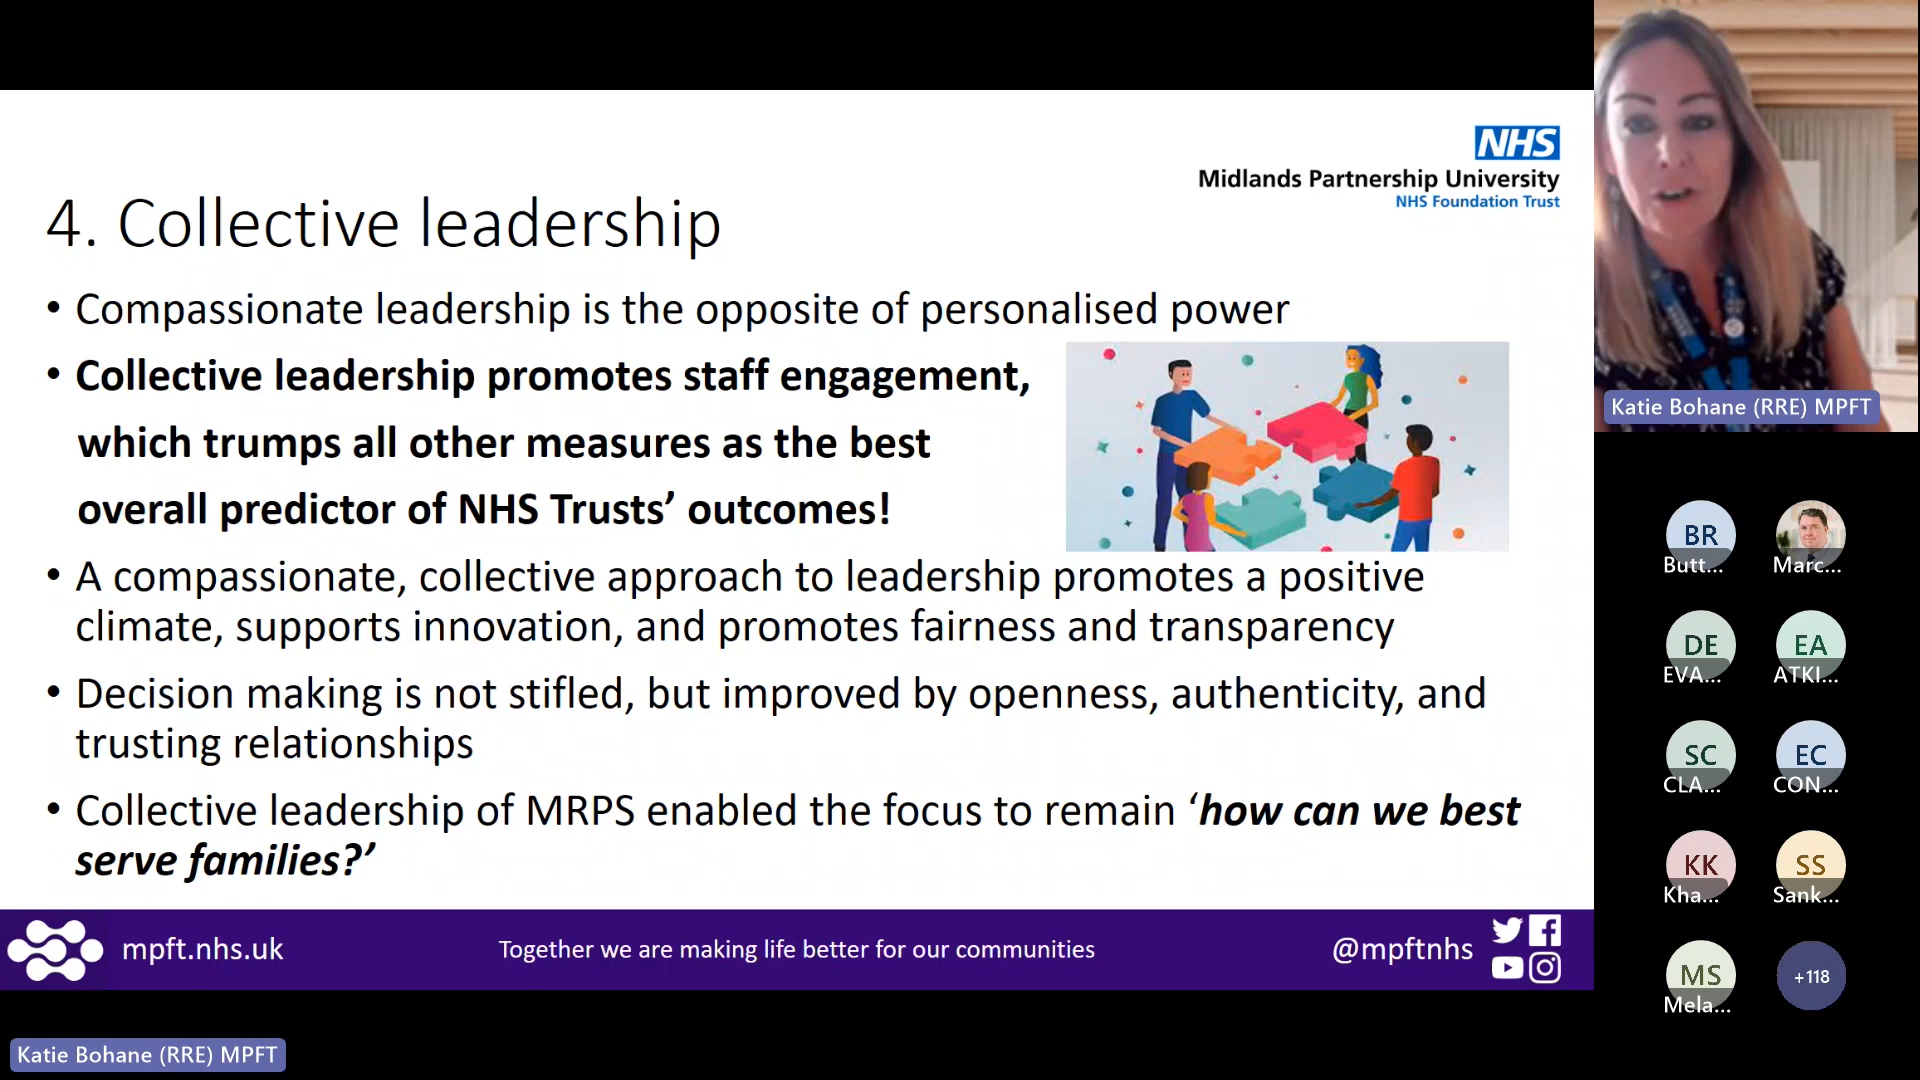 NHS
Midlands Partnership University
NHS Foundation Trust
4. Collective leadership
• Compassionate leadership is the opposite of personalised power
• Collective leadership promotes staff engagement,
which trumps all other measures as the best
overall predictor of NHS Trusts’ outcomes!
• A compassionate, collective approach to leadership promotes a positive
climate, supports innovation, and promotes fairness and transparency
• Decision making is not stifled, but improved by openness, authenticity, and
trusting relationships
• Collective leadership of MRPS enabled the focus to remain ‘how can we best
serve families?’
mpft.nhs.uk
Together we are making life better for our communities
@mpftnhs
Katie Bohane (RRE) MPFT
Katie Bohane (RRE) MPFT
BR
Butt...
Marc...
DE
EVA...
EA
ATKI...
SC
CLA...
EC
CON...
KK
Kha...
SS
Sank...
MS
Mela...
+118